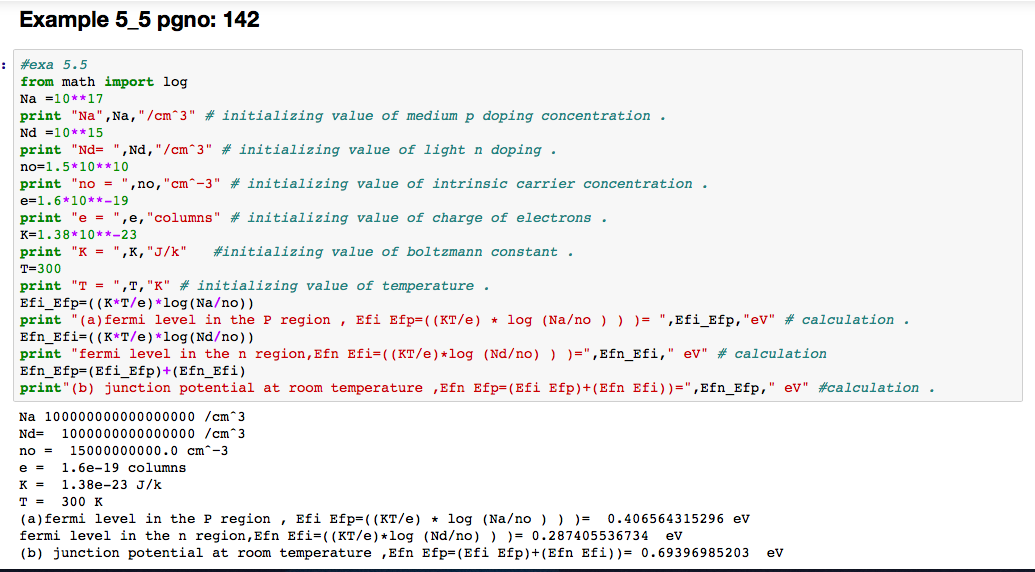 Example 5_5 pgno: 142
:
#exa 5.5
from math import log
Na =10**17
print "Na",Na,"/cm^3" # initializing value of medium p doping concentration .
Nd =10**15
print "Nd= ",Nd,"/cm^3" # initializing value of light n doping .
no=1.5*10**10
print "no = ",no,"cm^-3" # initializing value of intrinsic carrier concentration .
e=1.6*10**-19
print "e = ",e,"columns" # initializing value of charge of electrons .
K=1.38*10**-23
print "K = ",K,"J/k"   #initializing value of boltzmann constant .
T=300
print "T = ",T,"K" # initializing value of temperature .
Efi_Efp=((K*T/e)*log(Na/no))
print "(a)fermi level in the P region , Efi Efp=((KT/e) * log (Na/no ) ) )= ",Efi_Efp,"eV" # calculation .
Efn_Efi=((K*T/e)*log(Nd/no))
print "fermi level in the n region,Efn Efi=((KT/e)*log (Nd/no) ) )=",Efn_Efi," eV" # calculation
Efn_Efp=(Efi_Efp)+(Efn_Efi)
print"(b) junction potential at room temperature ,Efn Efp=(Efi Efp)+(Efn Efi))=",Efn_Efp," eV" #calculation .
Na 100000000000000000 /cm^3
Nd=  1000000000000000 /cm^3
no =  15000000000.0 cm^-3
e =  1.6e-19 columns
K =  1.38e-23 J/k
T =  300 K
(a)fermi level in the P region , Efi Efp=((KT/e) * log (Na/no ) ) )=  0.406564315296 eV
fermi level in the n region,Efn Efi=((KT/e)*log (Nd/no) ) )= 0.287405536734  eV
(b) junction potential at room temperature ,Efn Efp=(Efi Efp)+(Efn Efi))= 0.69396985203  eV